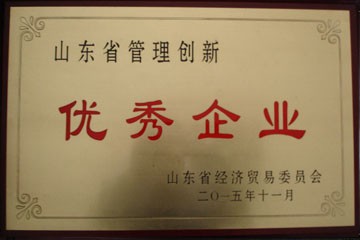 山东省管理创新
优秀企业
山东省经济贸易委员会
二〇一五年十一月